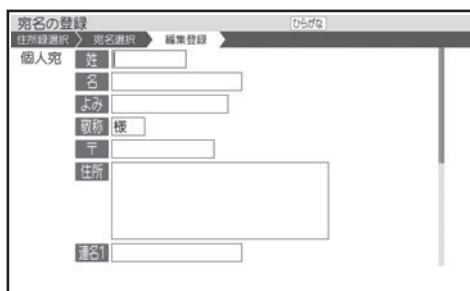 宛名の登録 ひらがな
住所録選択 宛名選択 編集登録
個人宛 姓
名
よみ
敬称 様
〒
住所
連名1